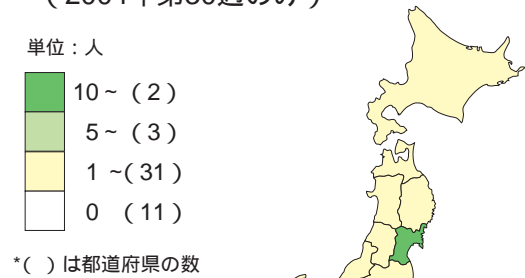 単位：人
10～（2）
5～（3）
1 ~(31）
0 （11）
*( ）は都道府県の数